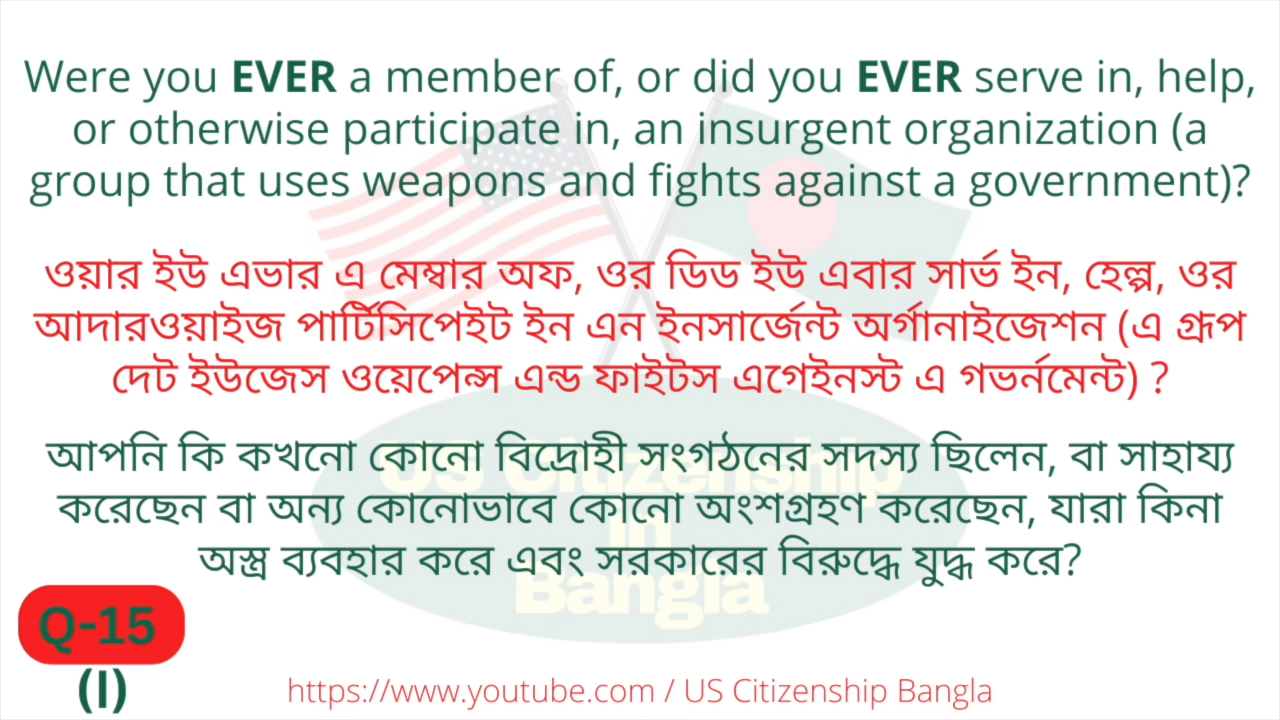 Were you EVER a member of, or did you EVER serve in, help,
or otherwise participate in, an insurgent organization (a
group that uses weapons and fights against a government)?
ওয়ার ইউ এভার এ মেম্বার অফ, ওর ডিড ইউ এবার সার্ভ ইন, হেল্প, ওর
আদারওয়াইজ পার্টিসিপেইট ইন এন ইনসার্জেন্ট অর্গানাইজেশন (এ গ্রূপ
দেট ইউজেস ওয়েপেন্স এন্ড ফাইটস এগেইনস্ট এ গভর্নমেন্ট) ?
আপনি কি কখনো কোনো বিদ্রোহী সংগঠনের সদস্য ছিলেন, বা সাহায্য
করেছেন বা অন্য কোনোভাবে কোনো অংশগ্রহণ করেছেন, যারা কিনা
অস্ত্র ব্যবহার করে এবং সরকারের বিরুদ্ধে যুদ্ধ করে?
US Citizenship
in
Bangla
Q-15
(I)
https://www.youtube.com / US Citizenship Bangla